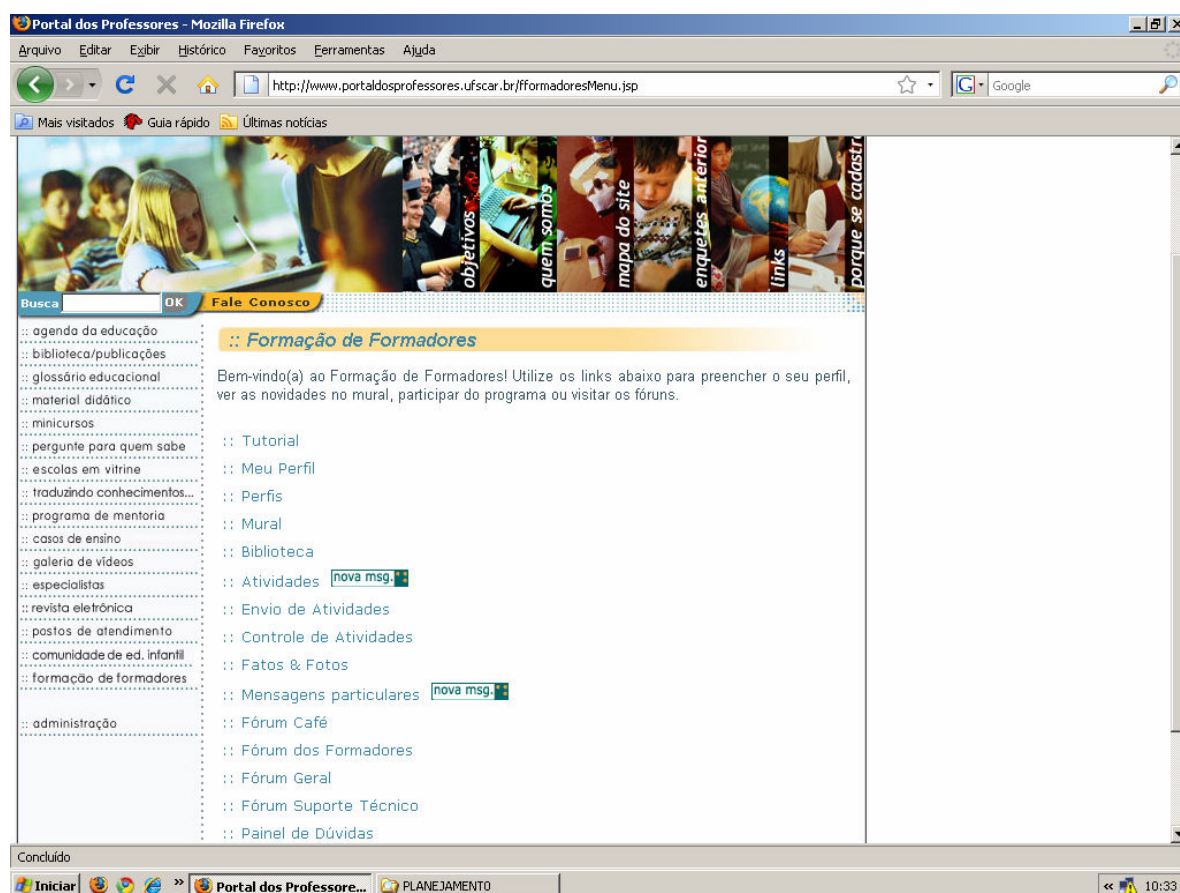 Portal dos Professores - Mozilla Firefox
Arquivo Editar Exibir Histórico Favoritos Ferramentas Ajuda
http://www.portaldosprofessores.ufscar.br/fformadoresMenu.jsp
G Google
Mais visitados Guia rápido Últimas notícias
objetivos
quem somos
mapa do site
enquetes anterior
links
porque se cadastr
Busca OK Fale Conosco
:: agenda da educação
:: biblioteca/publicações
:: glossário educacional
:: material didático
:: minicursos
:: pergunte para quem sabe
:: escolas em vitrine
:: traduzindo conhecimentos...
:: programa de mentoria
:: casos de ensino
:: galeria de vídeos
:: especialistas
:: revista eletrônica
:: postos de atendimento
:: comunidade de ed. infantil
:: formação de formadores
:: administração
:: Formação de Formadores
Bem-vindo(a) ao Formação de Formadores! Utilize os links abaixo para preencher o seu perfil,
ver as novidades no mural, participar do programa ou visitar os fóruns.
:: Tutorial
:: Meu Perfil
:: Perfis
:: Mural
:: Biblioteca
:: Atividades nova msg.
:: Envio de Atividades
:: Controle de Atividades
:: Fatos & Fotos
:: Mensagens particulares nova msg.
:: Fórum Café
:: Fórum dos Formadores
:: Fórum Geral
:: Fórum Suporte Técnico
:: Painel de Dúvidas
Concluído
Iniciar » Portal dos Professore... PLANEJAMENTO « 10:33